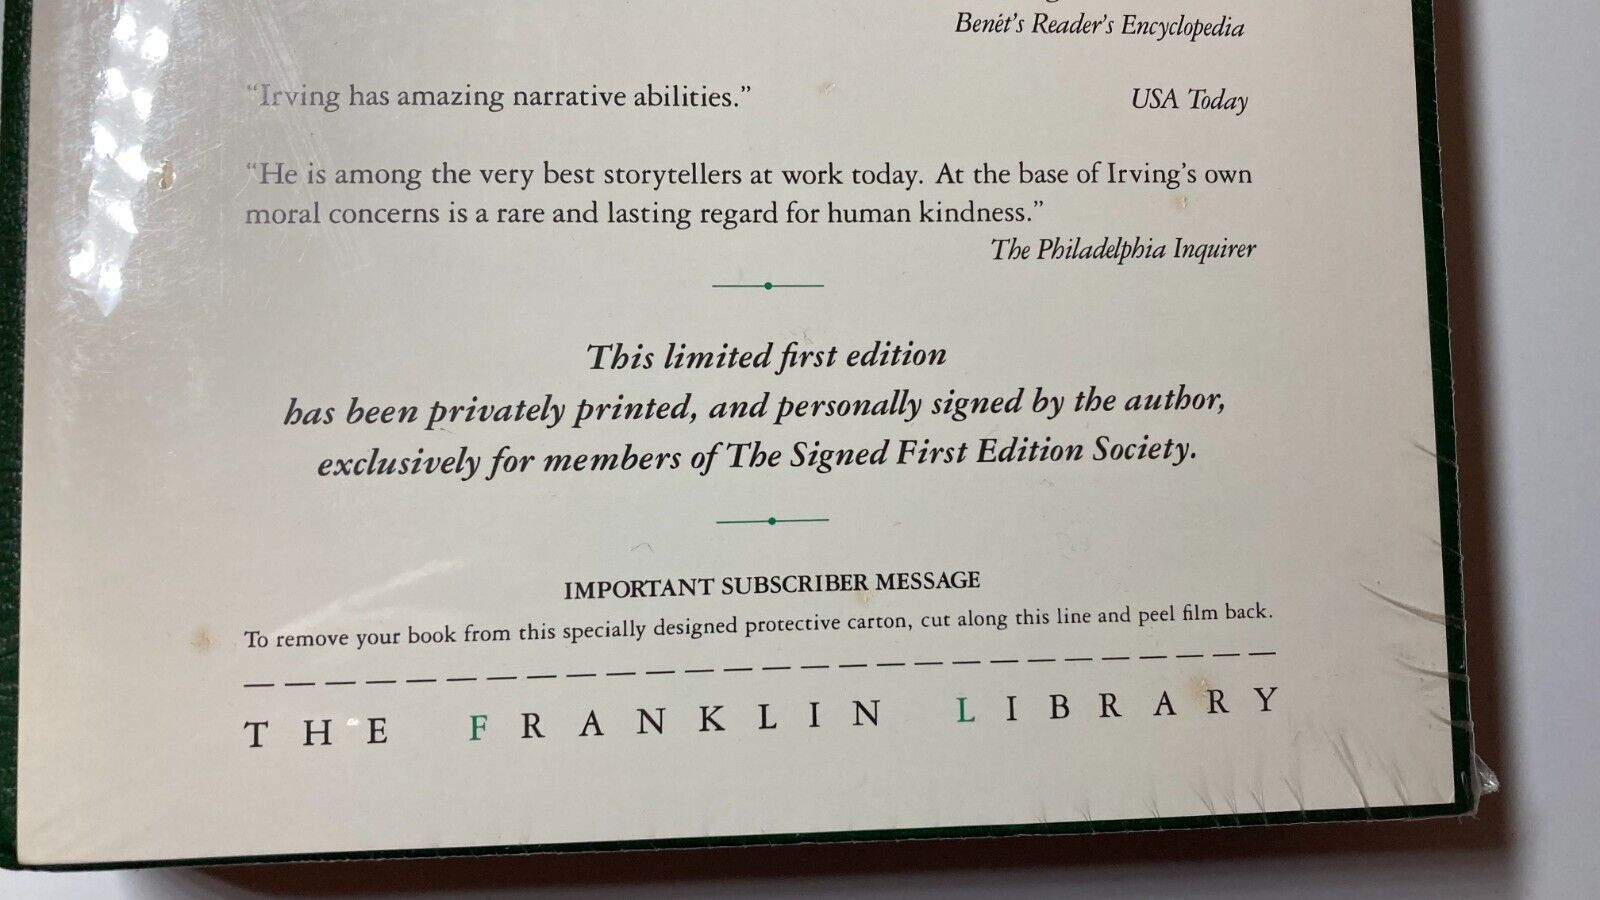 Benét's Reader's Encyclopedia
“Irving has amazing narrative abilities.” USA Today
“He is among the very best storytellers at work today. At the base of Irving's own
moral concerns is a rare and lasting regard for human kindness.”
The Philadelphia Inquirer
This limited first edition
has been privately printed, and personally signed by the author,
exclusively for members of The Signed First Edition Society.
IMPORTANT SUBSCRIBER MESSAGE
To remove your book from this specially designed protective carton, cut along this line and peel film back.
THE FRANKLIN LIBRARY